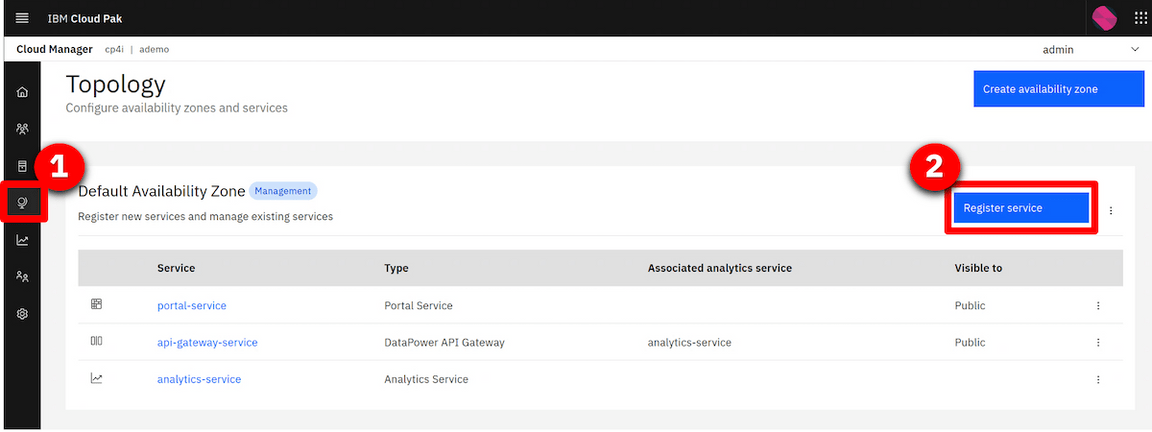 IBM Cloud Pak
Cloud Manager cp4i | ademo admin
Topology
Configure availability zones and services
Create availability zone
1
2
Default Availability Zone Management
Register new services and manage existing services
Register service
Service Type Associated analytics service Visible to
portal-service Portal Service Public
api-gateway-service DataPower API Gateway analytics-service Public
analytics-service Analytics Service